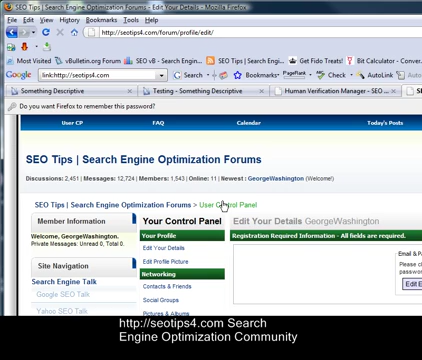 SEO Tips | Search Engine Optimization Forums - Edit Your Details - Mozilla Firefox
File Edit View History Bookmarks Tools Help
http://seotips4.com/forum/profile/edit/
Most Visited vBulletin.org Forum SEO v8 - Search Eng... SEO Tips | Search Eng... Get Fido Treats! Bit Calculator - Conver...
Google link:http://seotips4.com Search Bookmarks PageRank Check AutoLink
Something Descriptive Testing - Something Descriptive Human Verification Manager - SEO ...
Do you want Firefox to remember this password?
User CP FAQ Calendar Today's Posts
SEO Tips | Search Engine Optimization Forums
Discussions: 2,451 | Messages: 12,724 | Members: 1,543 | Online: 11 | Newest : GeorgeWashington (Welcome!)
SEO Tips | Search Engine Optimization Forums > User Control Panel
Member Information
Welcome, GeorgeWashington.
Private Messages: Unread 0, Total 0.
Site Navigation
Search Engine Talk
Google SEO Talk
Yahoo SEO Talk
Your Control Panel
Your Profile
Edit Your Details
Edit Profile Picture
Networking
Contacts & Friends
Social Groups
Pictures & Albums
Edit Your Details GeorgeWashington
Registration Required Information - All fields are required.
Email & Pa
Please c
password
Edit E
http://seotips4.com Search
Engine Optimization Community